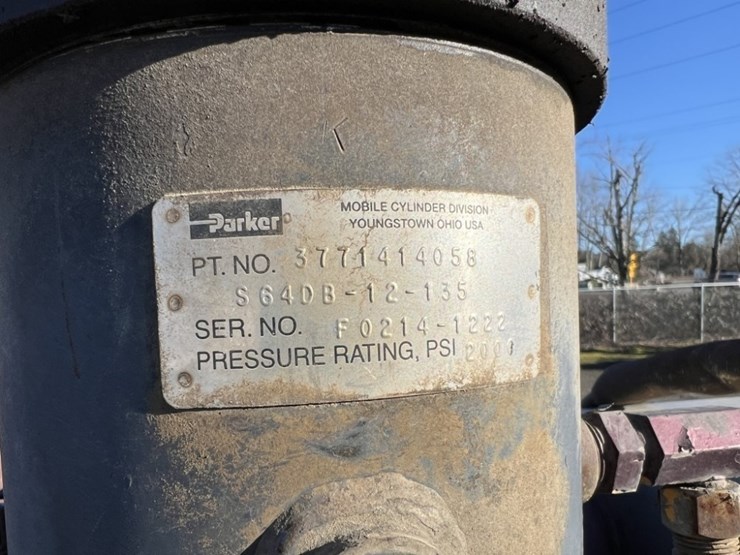 K
Parker
MOBILE CYLINDER DIVISION
YOUNGSTOWN OHIO USA
PT. NO. 3771414058
S64DB-12-135
SER. NO. F0214-1222
PRESSURE RATING, PSI